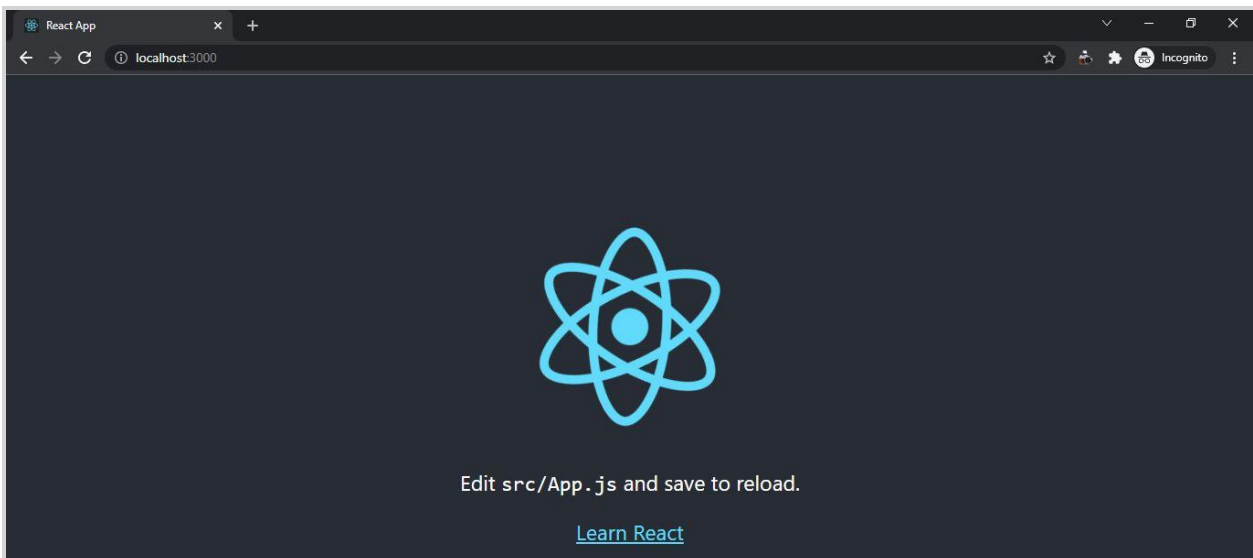 React App
localhost:3000
Incognito
Edit src/App.js and save to reload.
Learn React